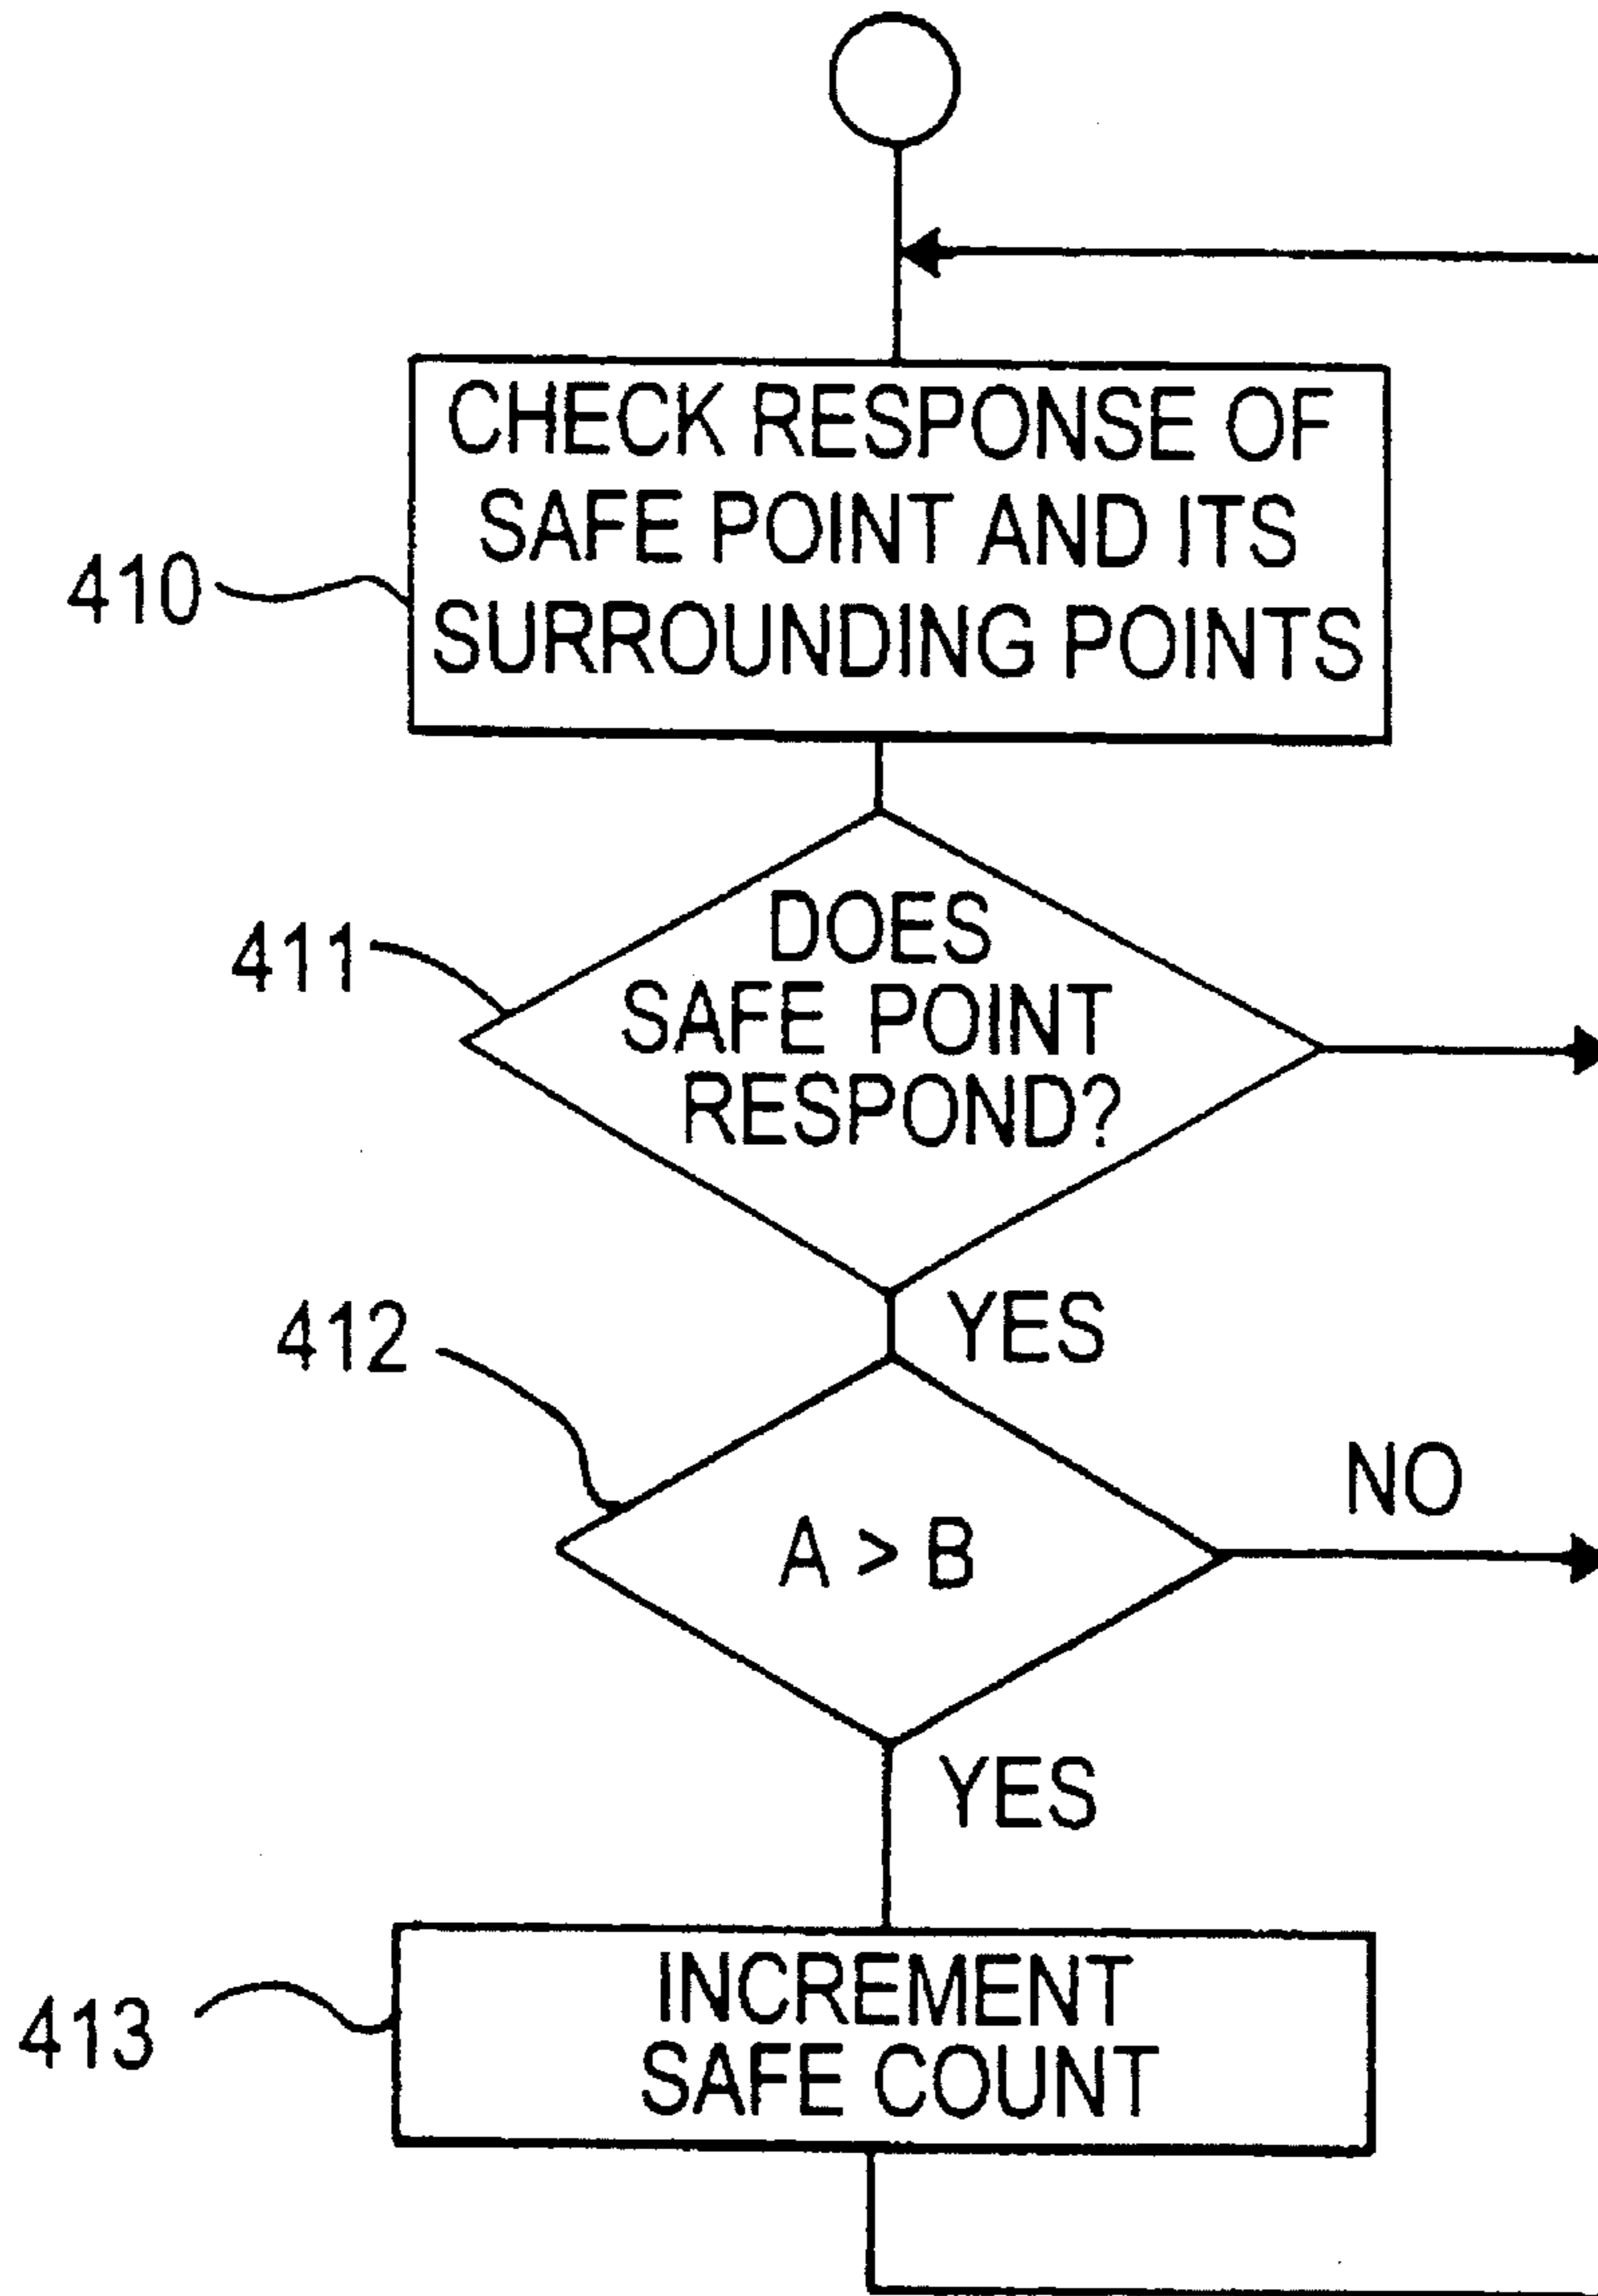 CHECK RESPONSE OF
SAFE POINT AND ITS
SURROUNDING POINTS
410
DOES
SAFE POINT
RESPOND?
411
YES
412
A > B
NO
YES
INCREMENT
SAFE COUNT
413